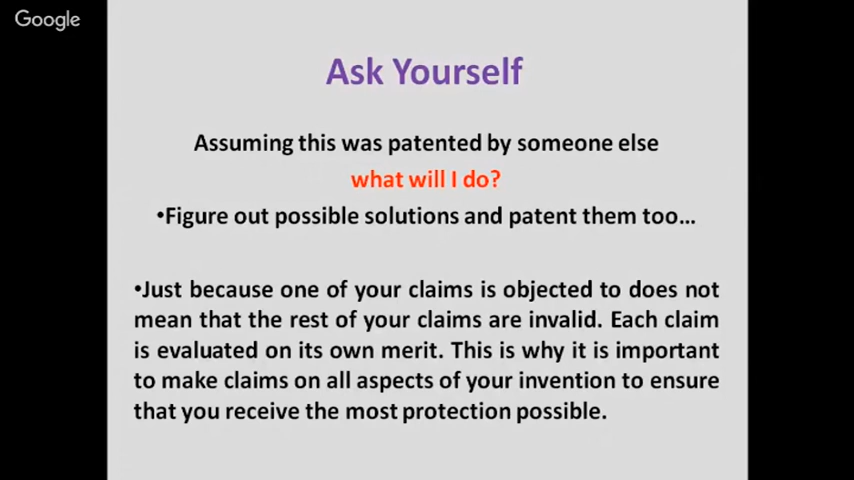 Google
Ask Yourself
Assuming this was patented by someone else
what will I do?
•Figure out possible solutions and patent them too…
•Just because one of your claims is objected to does not
mean that the rest of your claims are invalid. Each claim
is evaluated on its own merit. This is why it is important
to make claims on all aspects of your invention to ensure
that you receive the most protection possible.